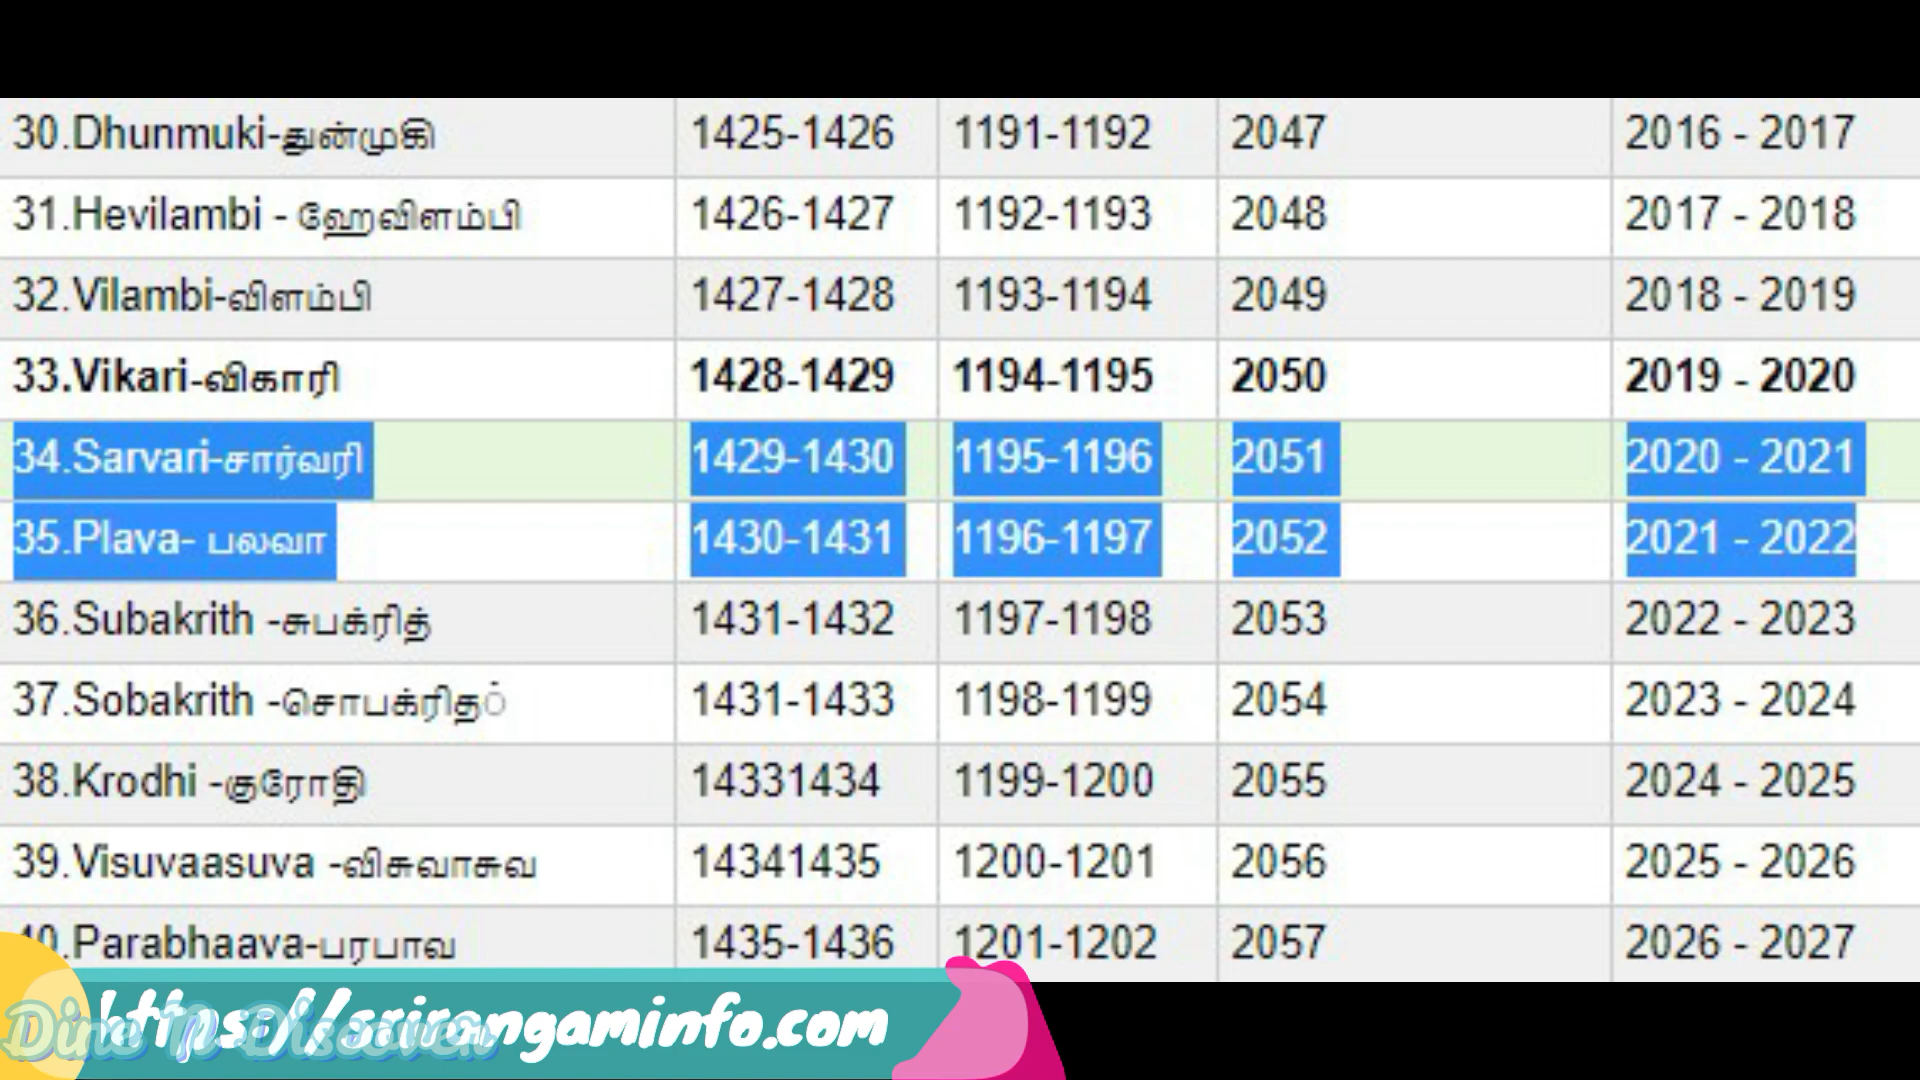 30.Dhunmuki-துன்முகி 1425-1426 1191-1192 2047 2016 - 2017
31.Hevilambi - ஹேவிளம்பி 1426-1427 1192-1193 2048 2017 - 2018
32.Vilambi-விளம்பி 1427-1428 1193-1194 2049 2018 - 2019
33.Vikari-விகாரி 1428-1429 1194-1195 2050 2019 - 2020
34.Sarvari-சார்வரி 1429-1430 1195-1196 2051 2020 - 2021
35.Plava- பலவா 1430-1431 1196-1197 2052 2021 - 2022
36.Subakrith -சுபக்ரித் 1431-1432 1197-1198 2053 2022 - 2023
37.Sobakrith -சொபக்ரித் 1431-1433 1198-1199 2054 2023 - 2024
38.Krodhi -குரோதி 14331434 1199-1200 2055 2024 - 2025
39.Visuvaasuva -விசுவாசுவ 14341435 1200-1201 2056 2025 - 2026
40.Parabhaava-பரபாவ 1435-1436 1201-1202 2057 2026 - 2027
https://srirangaminfo.com
Dine N Discover